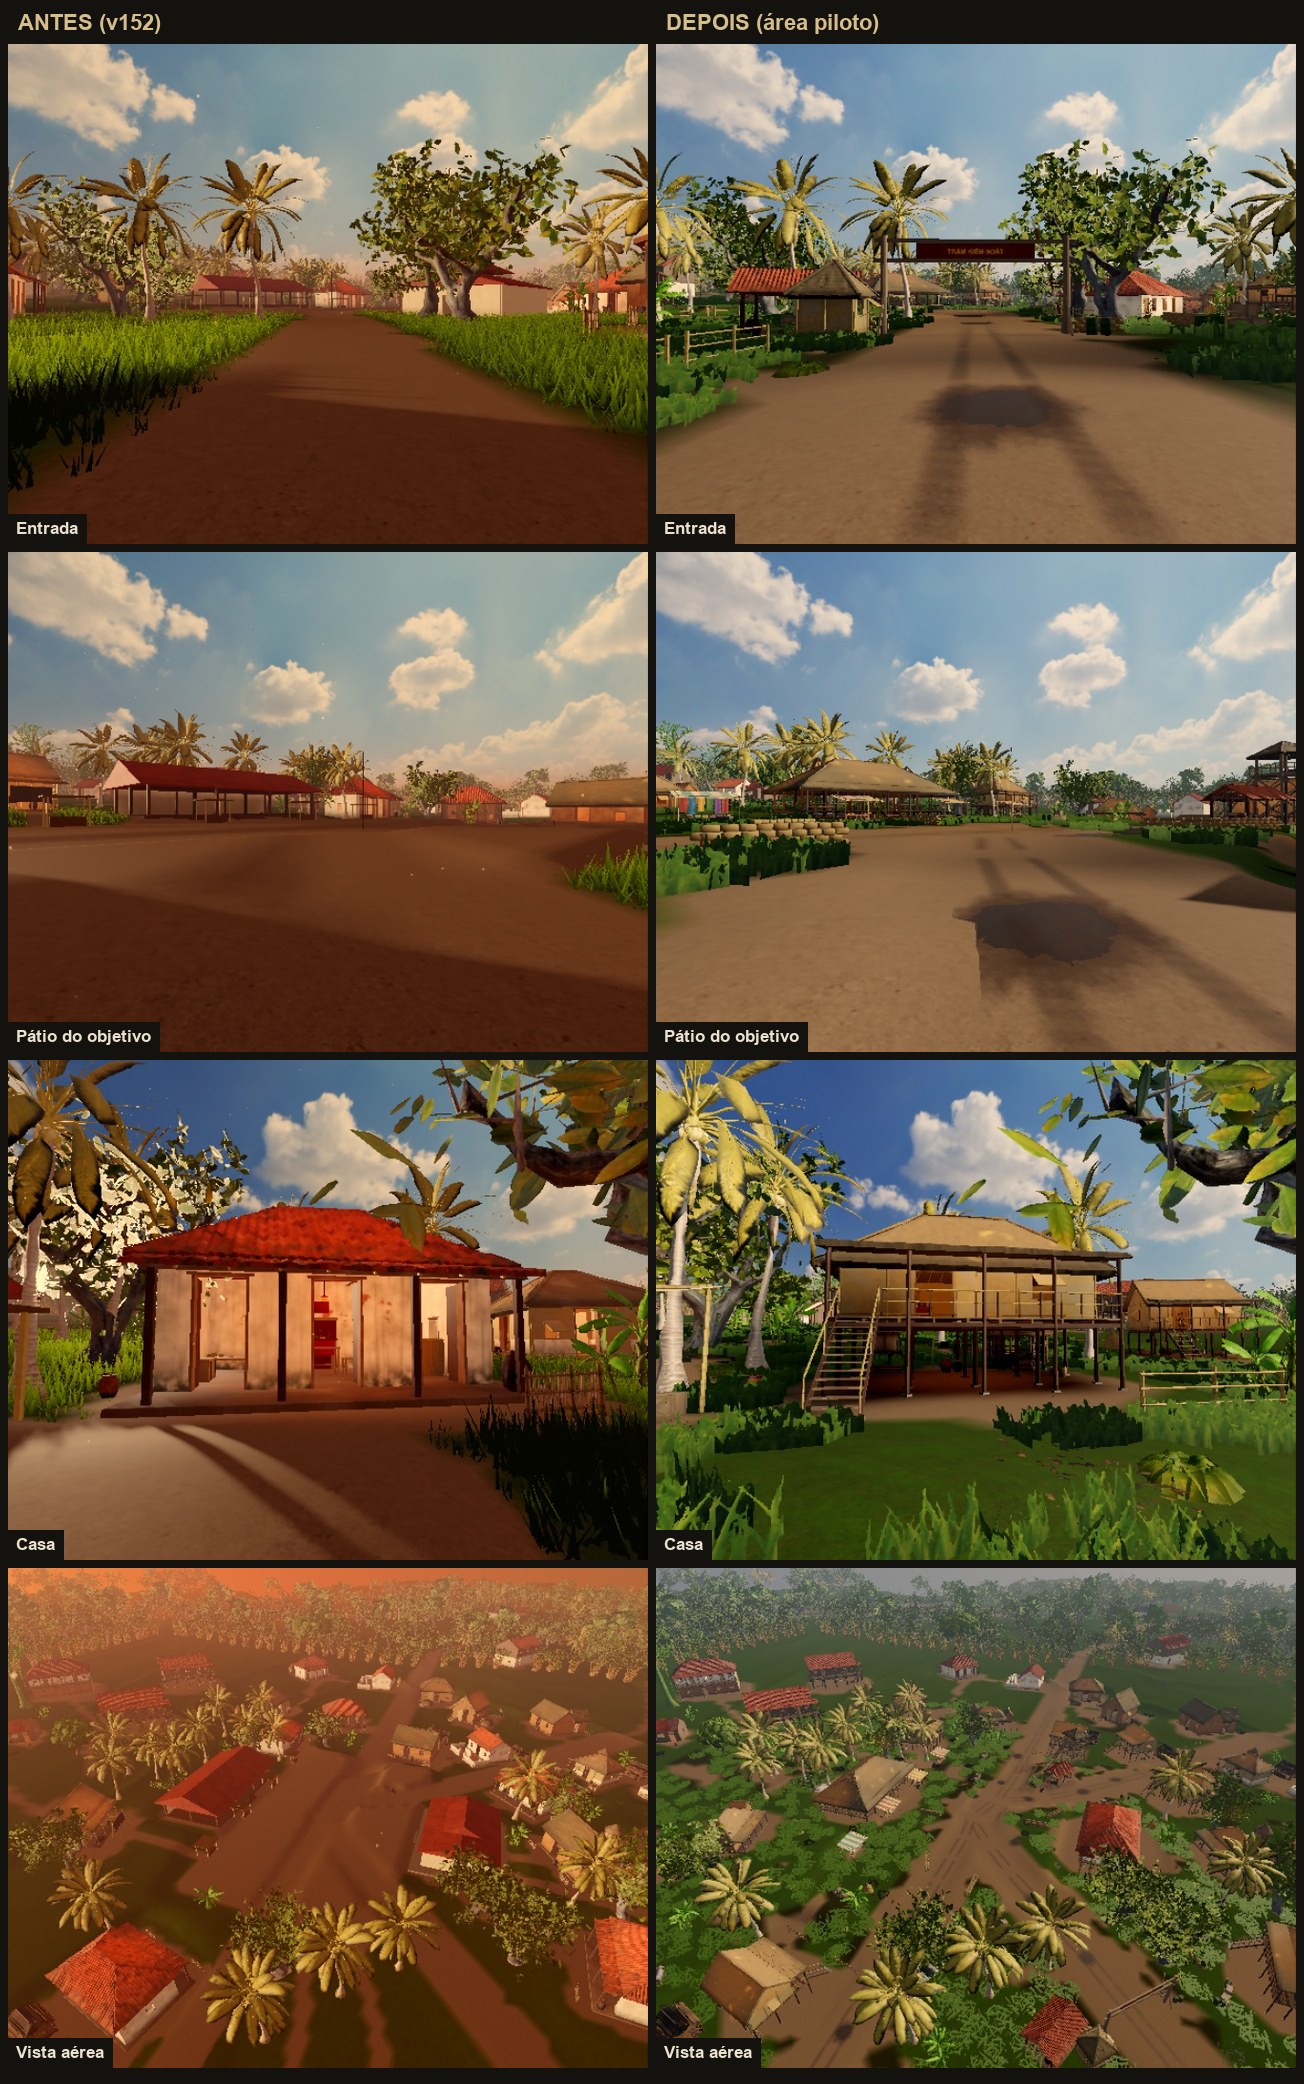 ANTES (v152)
DEPOIS (área piloto)
Entrada
Entrada
Pátio do objetivo
Pátio do objetivo
Casa
Casa
Vista aérea
Vista aérea